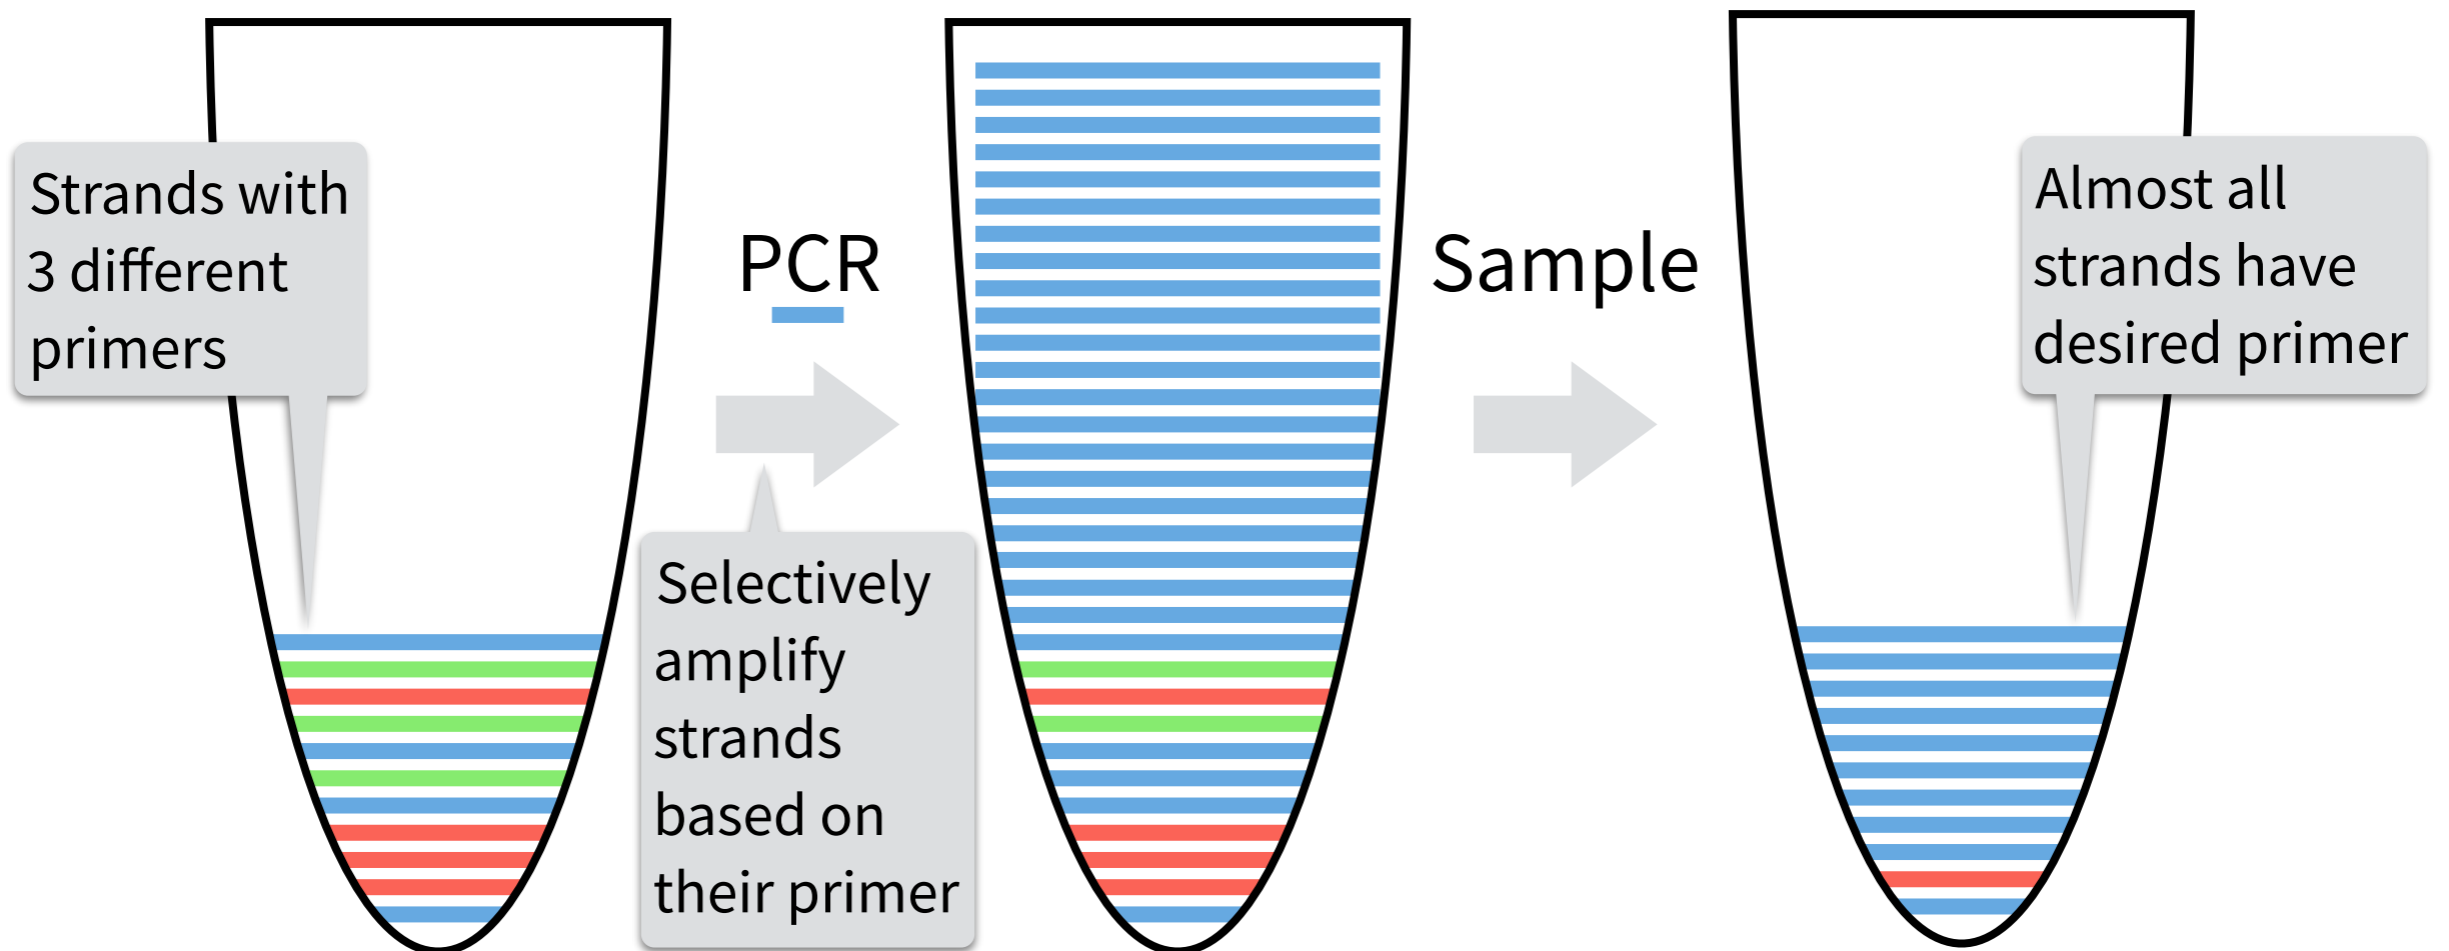 Strands with
3 different
primers
PCR
Selectively
amplify
strands
based on
their primer
Sample
Almost all
strands have
desired primer